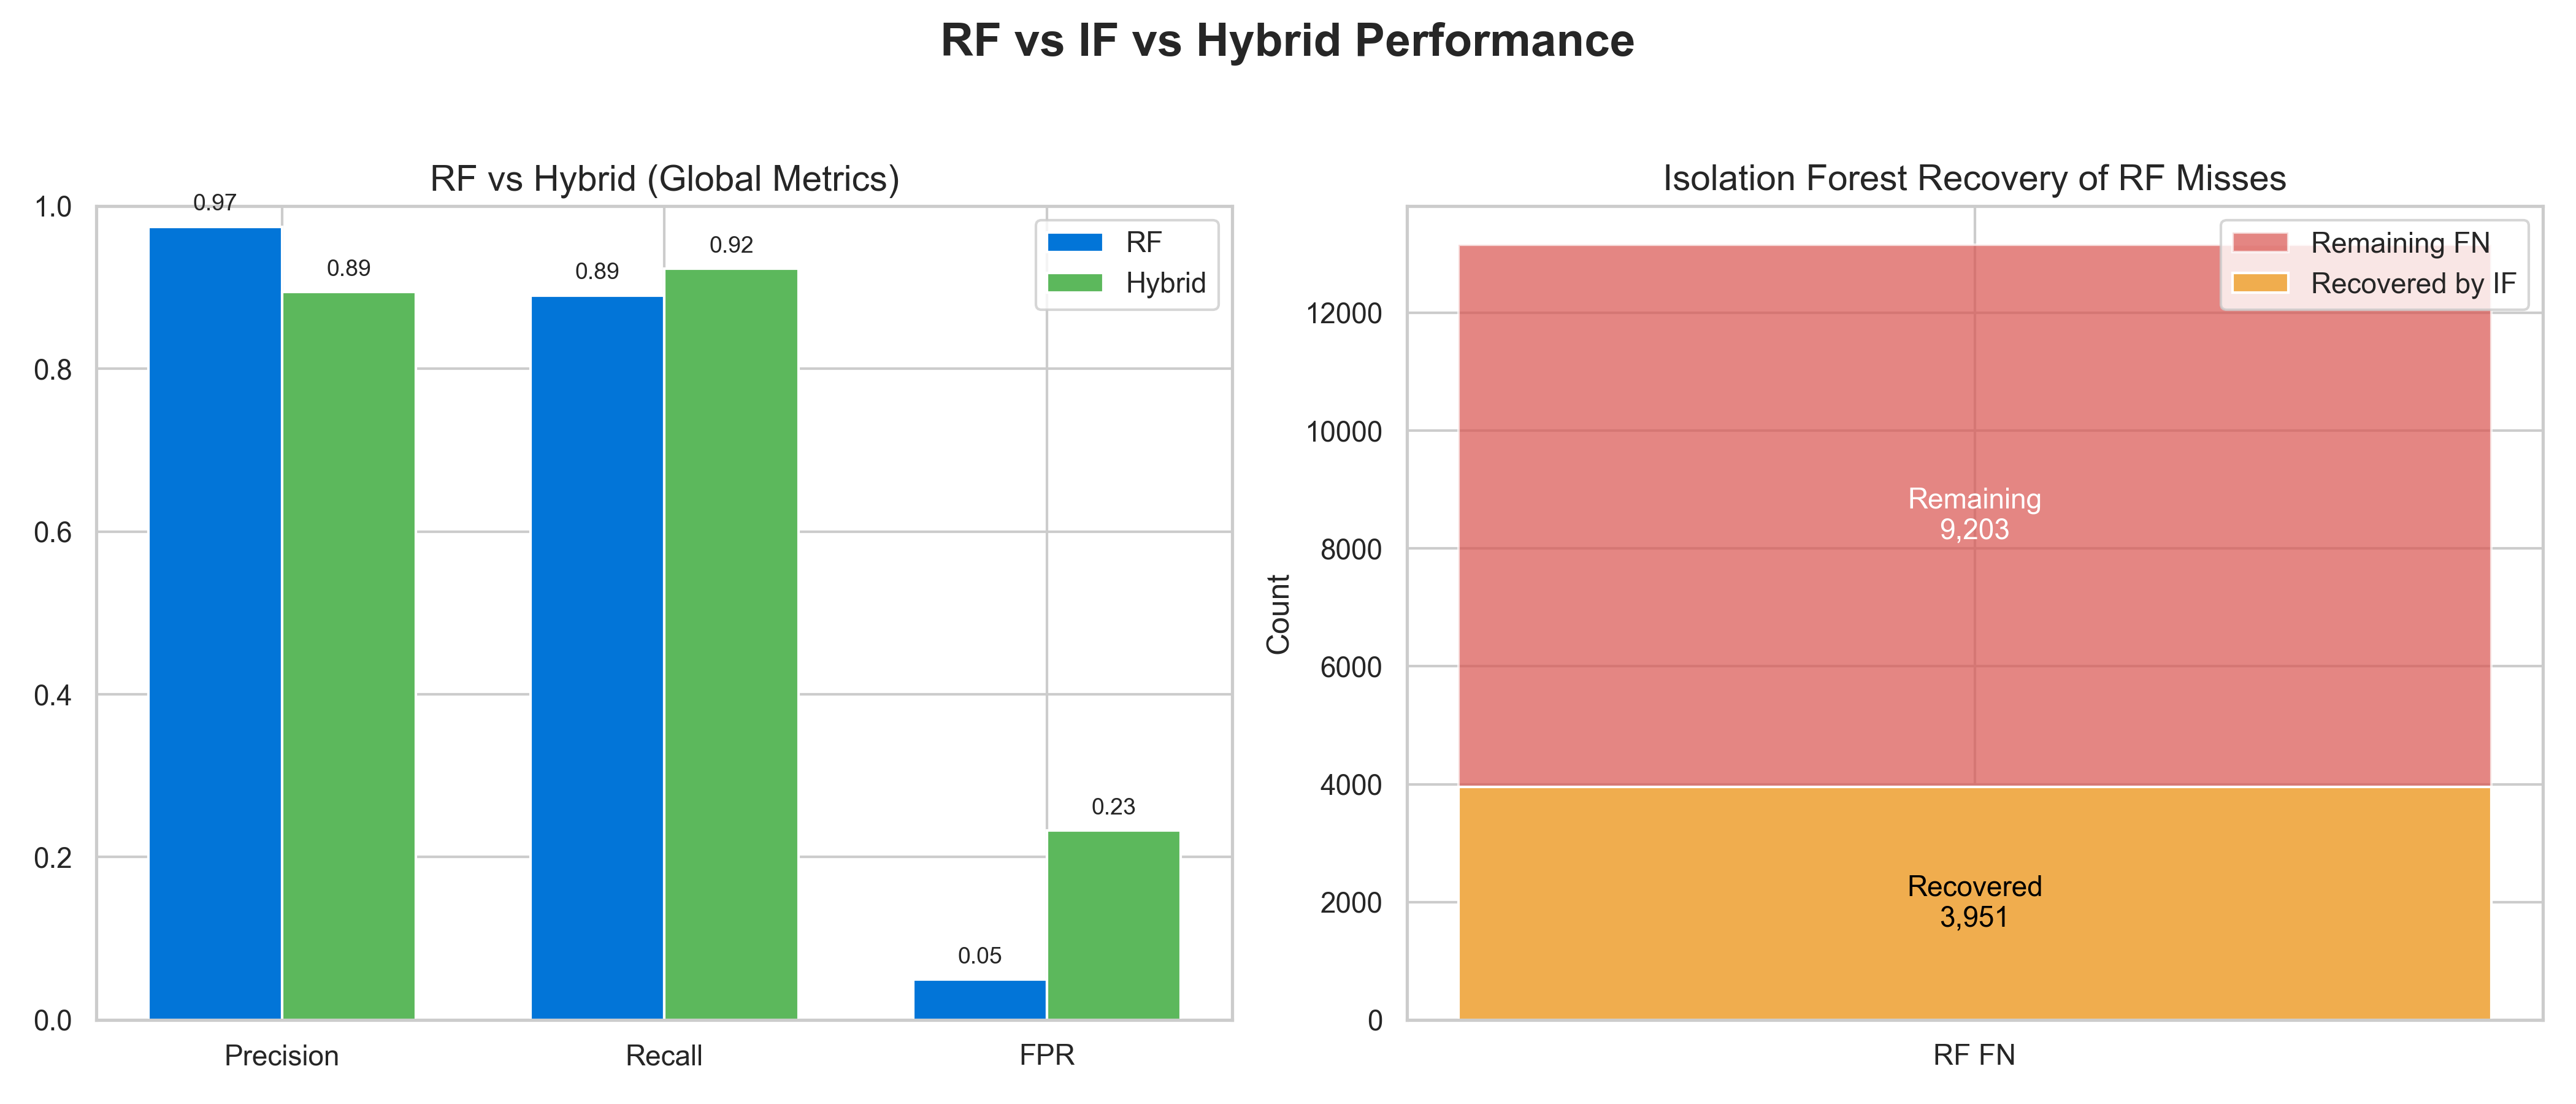 RF vs IF vs Hybrid Performance
RF vs Hybrid (Global Metrics)
1.0
0.8
0.6
0.4
0.2
0.0
0.97
0.89
0.89
0.92
0.05
0.23
RF
Hybrid
Precision
Recall
FPR
Isolation Forest Recovery of RF Misses
Count
12000
10000
8000
6000
4000
2000
0
Remaining FN
Recovered by IF
Remaining
9,203
Recovered
3,951
RF FN